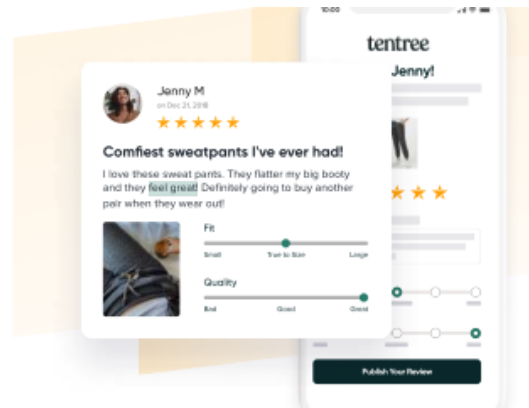 10:00
tentree
Jenny!
Jenny M
on Dec 21, 2018
Comfiest sweatpants I've ever had!
I love these sweat pants. They flatter my big booty
and they feel great! Definitely going to buy another
pair when they wear out!
Fit
Small True to Size Large
Quality
Bad Good Great
Publish Your Review